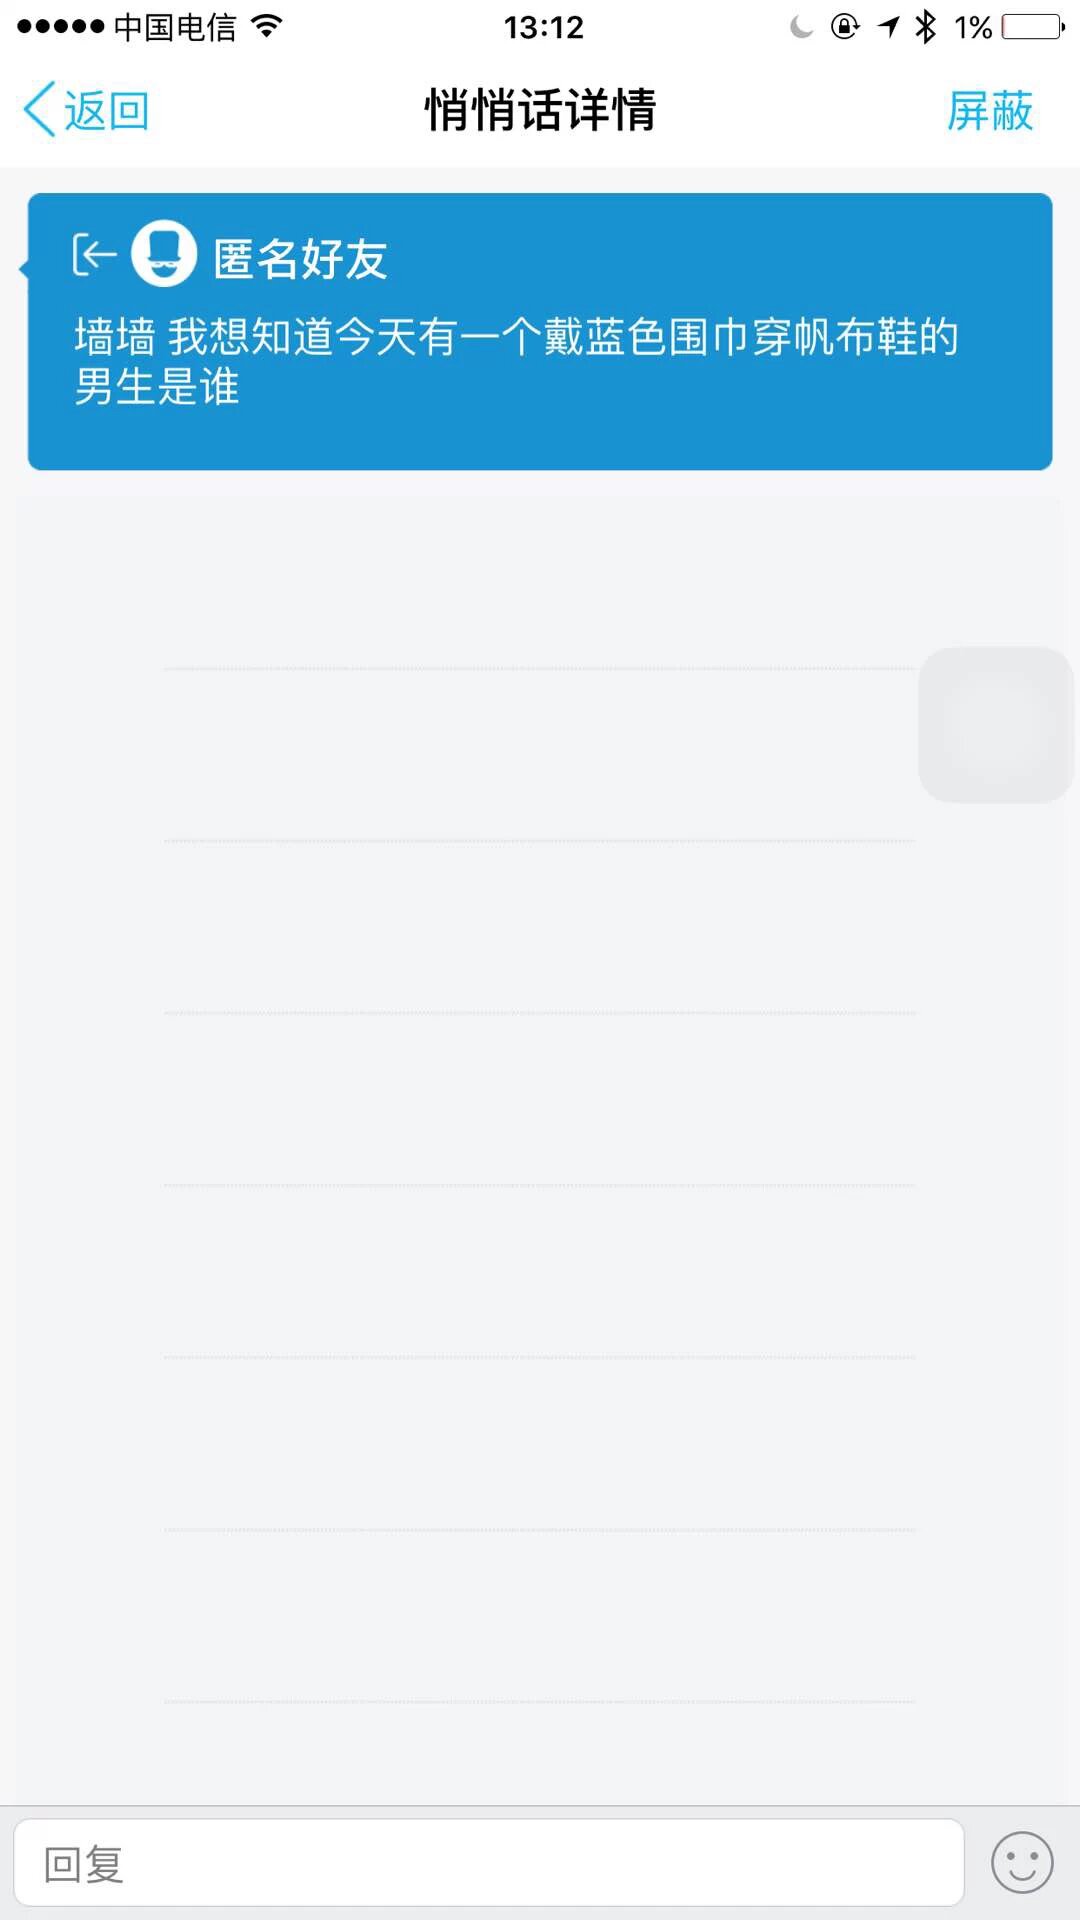 中国电信 13:12 1%
返回 悄悄话详情 屏蔽
匿名好友
墙墙 我想知道今天有一个戴蓝色围巾穿帆布鞋的
男生是谁
回复